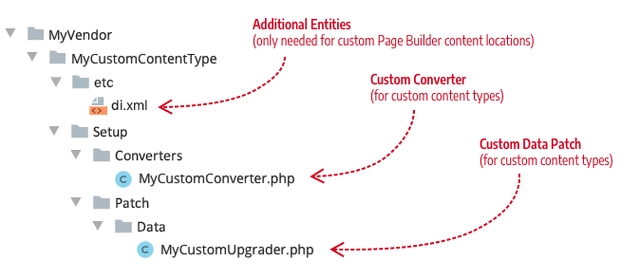 Additional Entities
(only needed for custom Page Builder content locations)
MyVendor
MyCustomContentType
etc
di.xml
Custom Converter
(for custom content types)
Setup
Converters
Custom Data Patch
(for custom content types)
C MyCustomConverter.php
Patch
Data
C MyCustomUpgrader.php